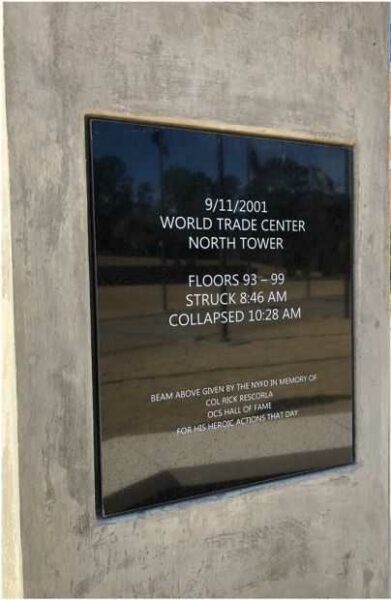 9/11/2001
WORLD TRADE CENTER
NORTH TOWER
FLOORS 93 – 99
STRUCK 8:46 AM
COLLAPSED 10:28 AM
BEAM ABOVE GIVEN BY THE NYFD IN MEMORY OF
COL RICK RESCORLA
OCS HALL OF FAME
FOR HIS HEROIC ACTIONS THAT DAY